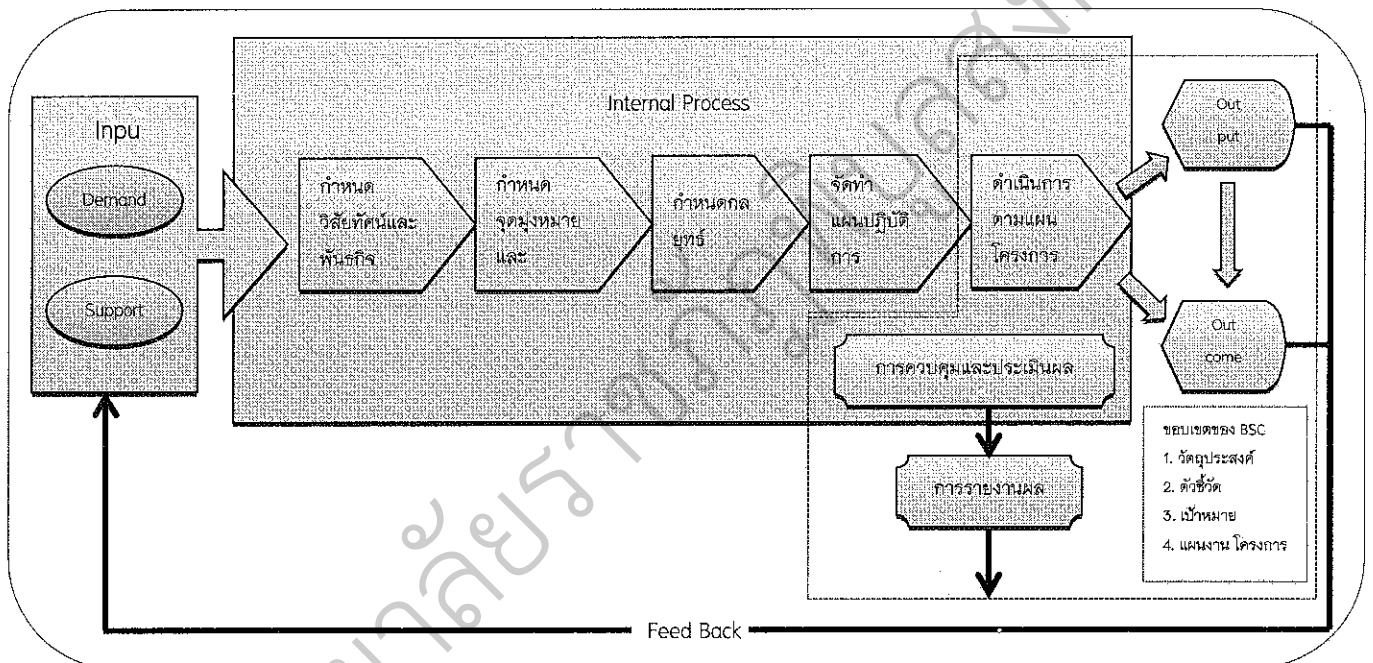 Internal Process
Inpu
Demand
Support
กำหนด
วิสัยทัศน์และ
พันธกิจ
กำหนด
จุดมุ่งหมาย
และ
กำหนดกล
ยุทธ์
จัดทำ
แผนปฏิบัติ
การ
ดำเนินการ
ตามแผน
โครงการ
Out
put
Out
come
การควบคุมและประเมินผล
การรายงานผล
ขอบเขตของ BSC
1. วัตถุประสงค์
2. ตัวชี้วัด
3. เป้าหมาย
4. แผนงาน โครงการ
Feed Back